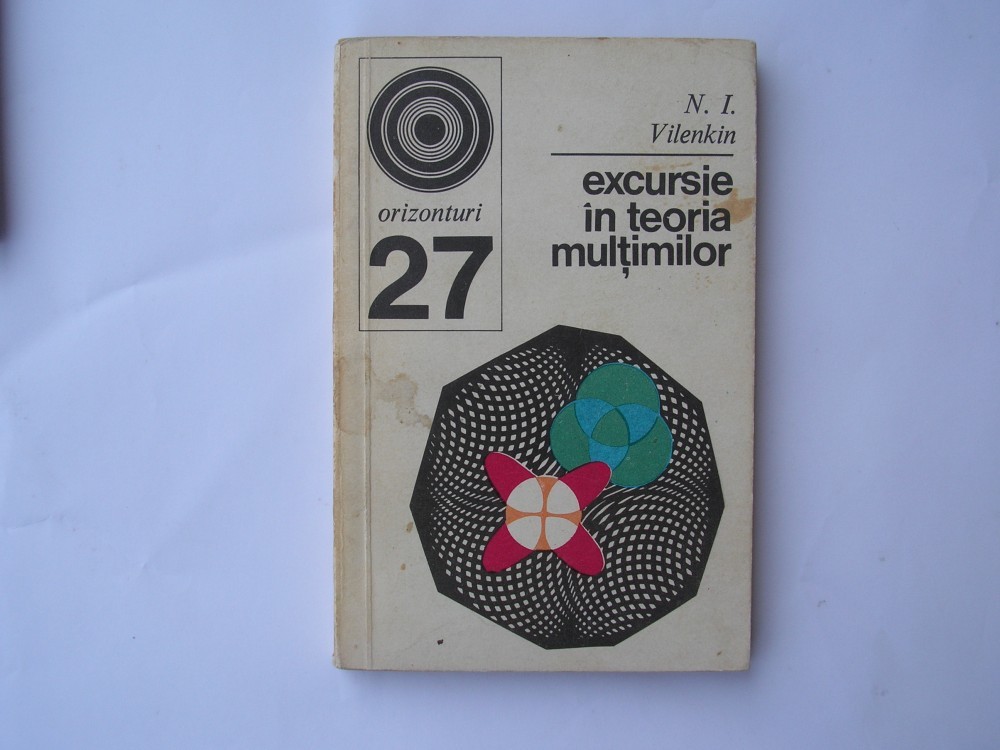 orizonturi
27
N. I.
Vilenkin
excursie
în teoria
mulțimilor